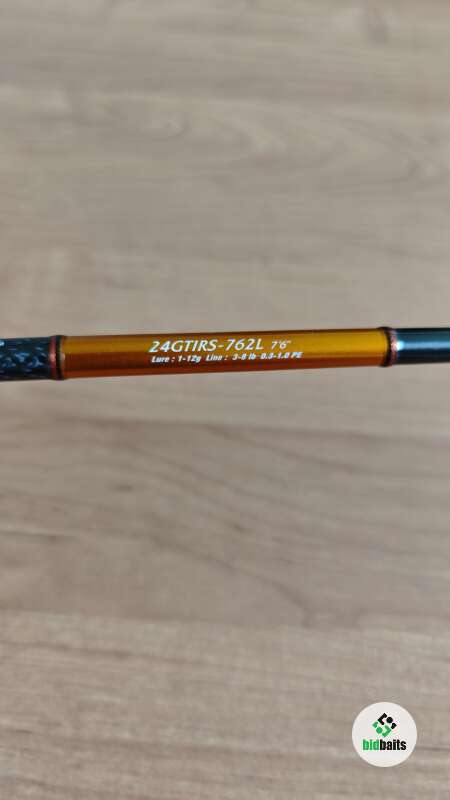 24GTIRS-762L 7'6"
Lure : 1-12g Line : 3-8 lb 0.3-1.0 PE
bidbaits